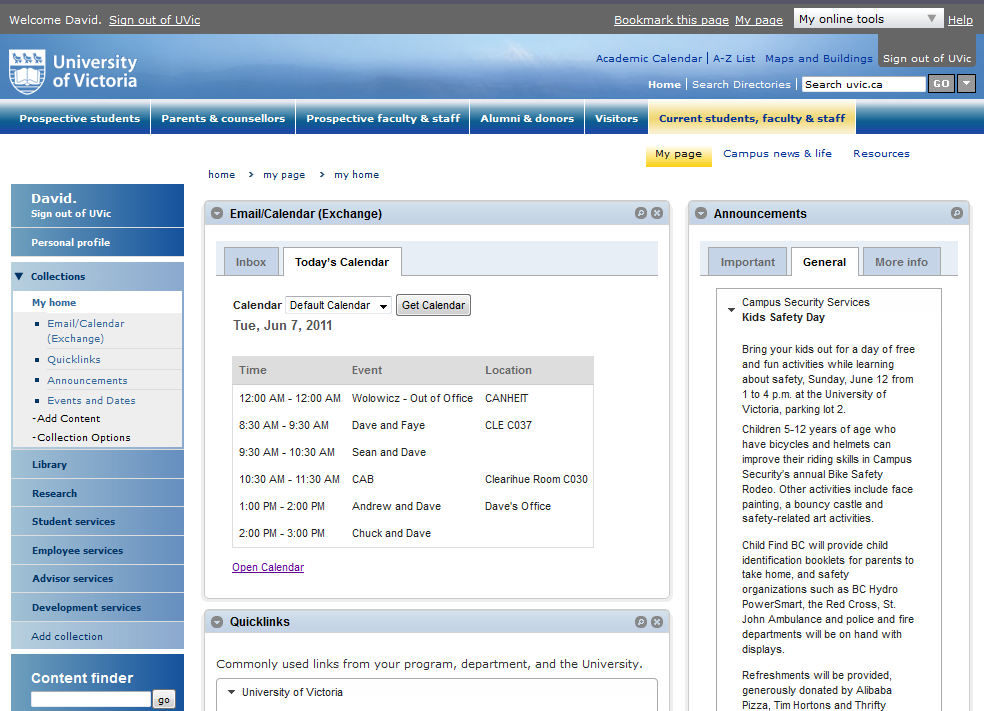 Welcome David. Sign out of UVic
Bookmark this page My page My online tools Help
University
of Victoria
Academic Calendar | A-Z List Maps and Buildings Sign out of UVic
Home | Search Directories | Search uvic.ca GO
Prospective students Parents & counsellors Prospective faculty & staff Alumni & donors Visitors Current students, faculty & staff
My page Campus news & life Resources
home > my page > my home
David.
Sign out of UVic
Personal profile
Collections
My home
Email/Calendar
(Exchange)
Quicklinks
Announcements
Events and Dates
-Add Content
-Collection Options
Library
Research
Student services
Employee services
Advisor services
Development services
Add collection
Content finder
go
Email/Calendar (Exchange)
Inbox Today's Calendar
Calendar Default Calendar Get Calendar
Tue, Jun 7, 2011
Time Event Location
12:00 AM - 12:00 AM Wolowicz - Out of Office CANHEIT
8:30 AM - 9:30 AM Dave and Faye CLE C037
9:30 AM - 10:30 AM Sean and Dave
10:30 AM - 11:30 AM CAB Clearihue Room C030
1:00 PM - 2:00 PM Andrew and Dave Dave's Office
2:00 PM - 3:00 PM Chuck and Dave
Open Calendar
Quicklinks
Commonly used links from your program, department, and the University.
University of Victoria
Announcements
Important General More info
Campus Security Services
Kids Safety Day
Bring your kids out for a day of free
and fun activities while learning
about safety, Sunday, June 12 from
1 to 4 p.m. at the University of
Victoria, parking lot 2.
Children 5-12 years of age who
have bicycles and helmets can
improve their riding skills in Campus
Security's annual Bike Safety
Rodeo. Other activities include face
painting, a bouncy castle and
safety-related art activities.
Child Find BC will provide child
identification booklets for parents to
take home, and safety
organizations such as BC Hydro
PowerSmart, the Red Cross, St.
John Ambulance and police and fire
departments will be on hand with
displays.
Refreshments will be provided,
generously donated by Alibaba
Pizza, Tim Hortons and Thrifty